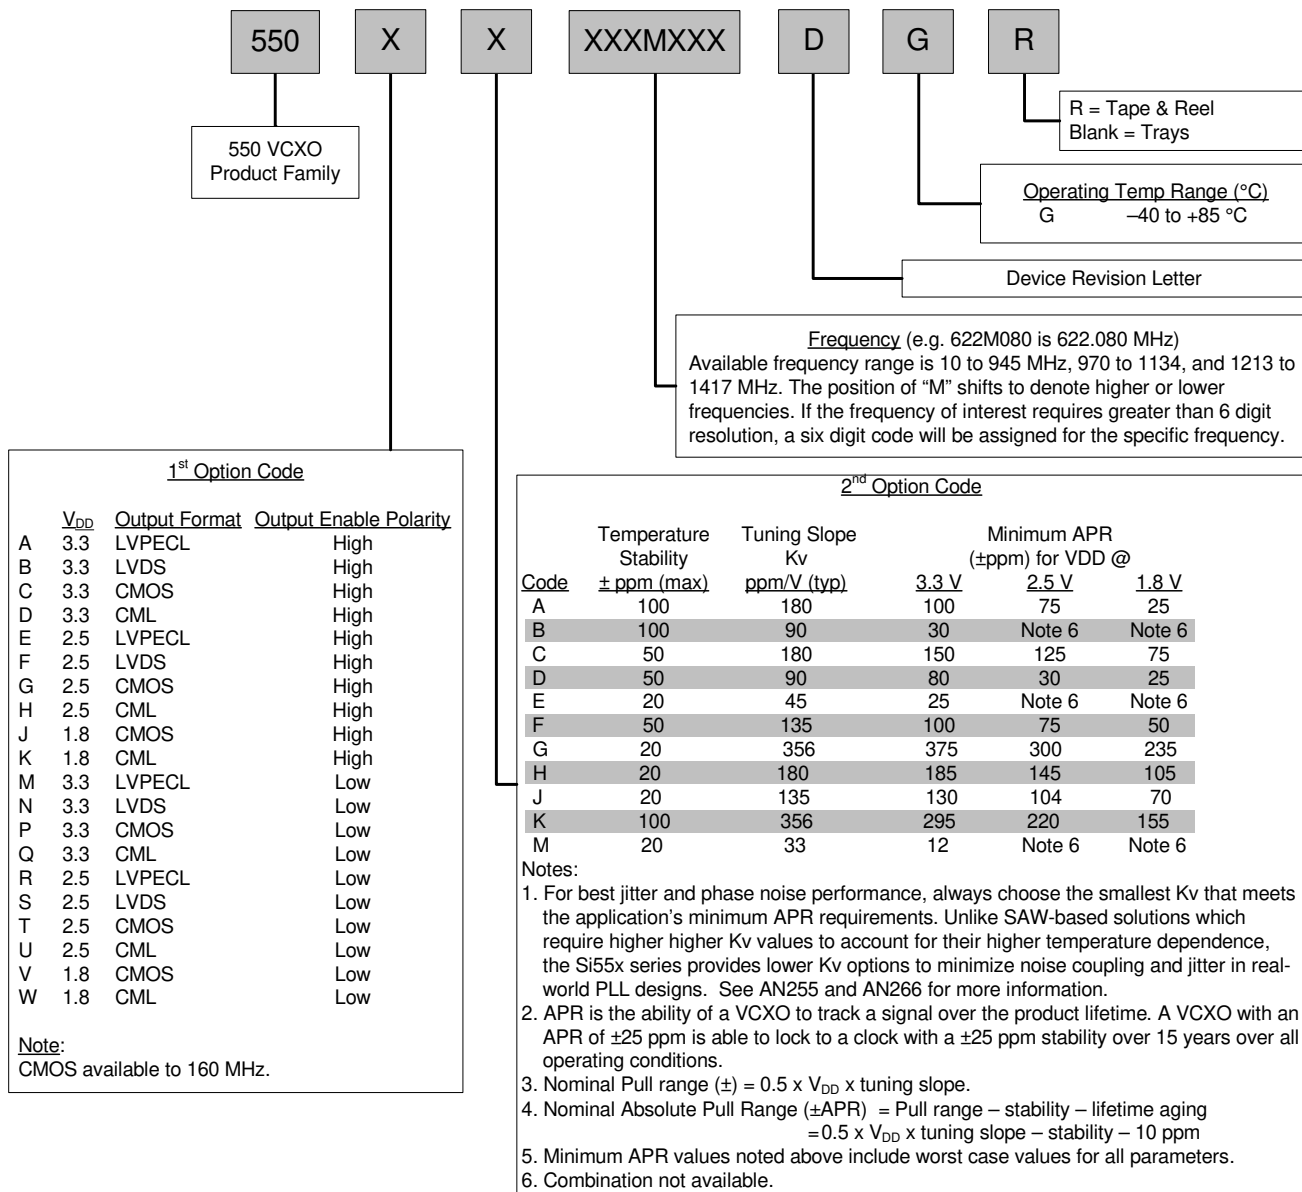 550 X X XXXMXXX D G R
R = Tape & Reel
Blank = Trays
550 VCXO
Product Family
Operating Temp Range (°C)
G –40 to +85 °C
Device Revision Letter
Frequency (e.g. 622M080 is 622.080 MHz)
Available frequency range is 10 to 945 MHz, 970 to 1134, and 1213 to
1417 MHz. The position of “M” shifts to denote higher or lower
frequencies. If the frequency of interest requires greater than 6 digit
resolution, a six digit code will be assigned for the specific frequency.
1st Option Code
VDD Output Format Output Enable Polarity
A 3.3 LVPECL High
B 3.3 LVDS High
C 3.3 CMOS High
D 3.3 CML High
E 2.5 LVPECL High
F 2.5 LVDS High
G 2.5 CMOS High
H 2.5 CML High
J 1.8 CMOS High
K 1.8 CML High
M 3.3 LVPECL Low
N 3.3 LVDS Low
P 3.3 CMOS Low
Q 3.3 CML Low
R 2.5 LVPECL Low
S 2.5 LVDS Low
T 2.5 CMOS Low
U 2.5 CML Low
V 1.8 CMOS Low
W 1.8 CML Low
Note:
CMOS available to 160 MHz.
2nd Option Code
Temperature Tuning Slope Minimum APR
Stability Kv (±ppm) for VDD @
Code ± ppm (max) ppm/V (typ) 3.3 V 2.5 V 1.8 V
A 100 180 100 75 25
B 100 90 30 Note 6 Note 6
C 50 180 150 125 75
D 50 90 80 30 25
E 20 45 25 Note 6 Note 6
F 50 135 100 75 50
G 20 356 375 300 235
H 20 180 185 145 105
J 20 135 130 104 70
K 100 356 295 220 155
M 20 33 12 Note 6 Note 6
Notes:
1. For best jitter and phase noise performance, always choose the smallest Kv that meets
the application’s minimum APR requirements. Unlike SAW-based solutions which
require higher higher Kv values to account for their higher temperature dependence,
the Si55x series provides lower Kv options to minimize noise coupling and jitter in real-
world PLL designs. See AN255 and AN266 for more information.
2. APR is the ability of a VCXO to track a signal over the product lifetime. A VCXO with an
APR of ±25 ppm is able to lock to a clock with a ±25 ppm stability over 15 years over all
operating conditions.
3. Nominal Pull range (±) = 0.5 x VDD x tuning slope.
4. Nominal Absolute Pull Range (±APR) = Pull range – stability – lifetime aging
= 0.5 x VDD x tuning slope – stability – 10 ppm
5. Minimum APR values noted above include worst case values for all parameters.
6. Combination not available.